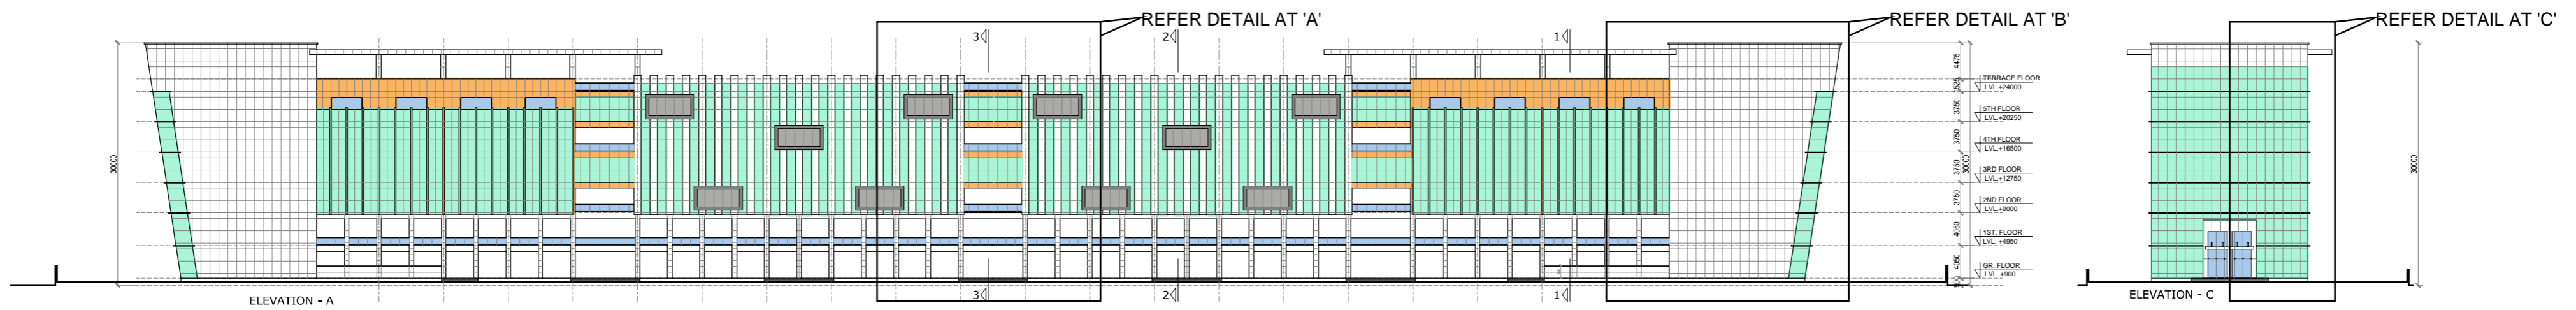 REFER DETAIL AT 'A'
REFER DETAIL AT 'B'
REFER DETAIL AT 'C'
3
2
1
30000
4475
1525
3750
3750
3750
3750
4050
4050
900
30000
TERRACE FLOOR
LVL.+24000
5TH FLOOR
LVL.+20250
4TH FLOOR
LVL.+16500
3RD FLOOR
LVL.+12750
2ND FLOOR
LVL.+9000
1ST. FLOOR
LVL. +4950
GR. FLOOR
LVL. +900
30000
3
2
1
ELEVATION - A
ELEVATION - C